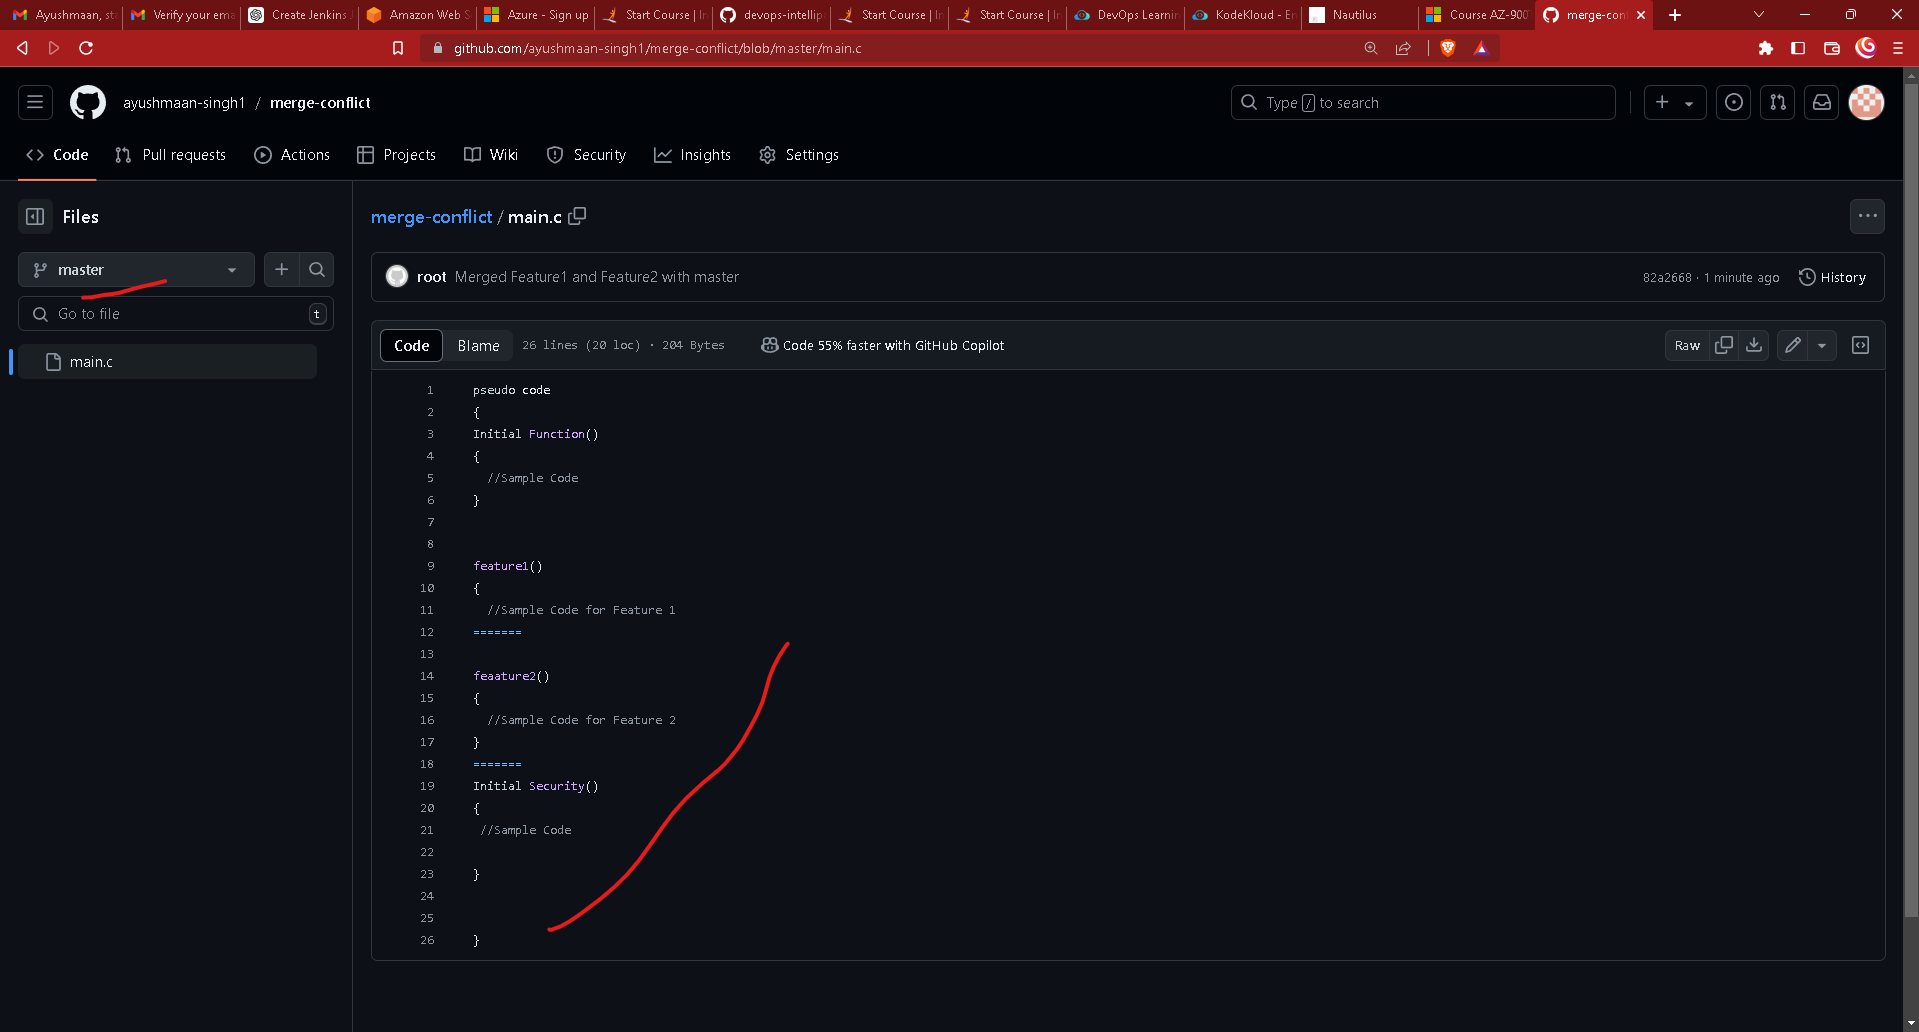 Ayushmaan, sta
Verify your ema
Create Jenkins J
Amazon Web S
Azure - Sign up
Start Course | In
devops-intellip
Start Course | In
Start Course | In
DevOps Learnin
KodeKloud - En
Nautilus
Course AZ-900
merge-conf
github.com/ayushmaan-singh1/merge-conflict/blob/master/main.c
ayushmaan-singh1 / merge-conflict
Type / to search
Code
Pull requests
Actions
Projects
Wiki
Security
Insights
Settings
Files
master
Go to file
t
main.c
merge-conflict / main.c
root Merged Feature1 and Feature2 with master
82a2668 · 1 minute ago
History
Code
Blame
26 lines (20 loc) · 204 Bytes
Code 55% faster with GitHub Copilot
Raw
1 pseudo code
2 {
3 Initial Function()
4 {
5 //Sample Code
6 }
7
8
9 feature1()
10 {
11 //Sample Code for Feature 1
12 =======
13
14 feaature2()
15 {
16 //Sample Code for Feature 2
17 }
18 =======
19 Initial Security()
20 {
21 //Sample Code
22
23 }
24
25
26 }